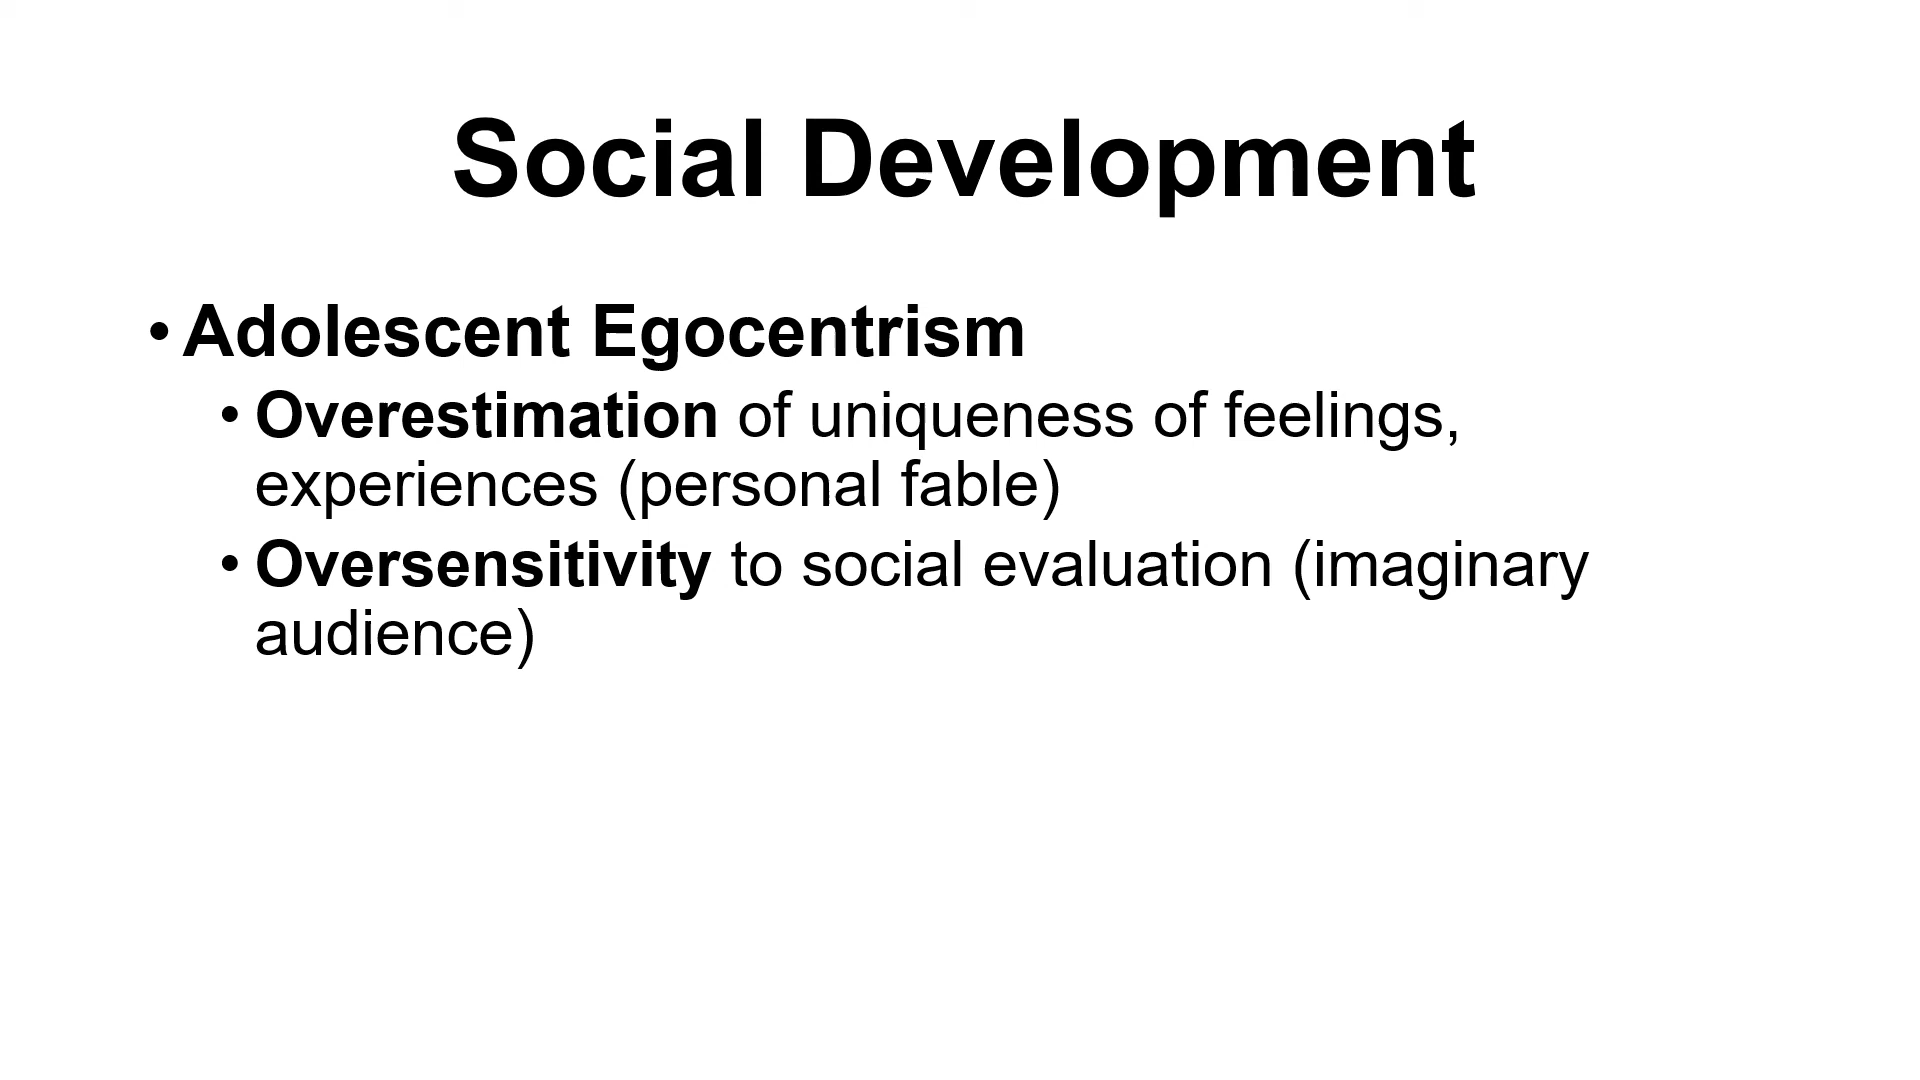 Social Development
• Adolescent Egocentrism
• Overestimation of uniqueness of feelings,
experiences (personal fable)
• Oversensitivity to social evaluation (imaginary
audience)